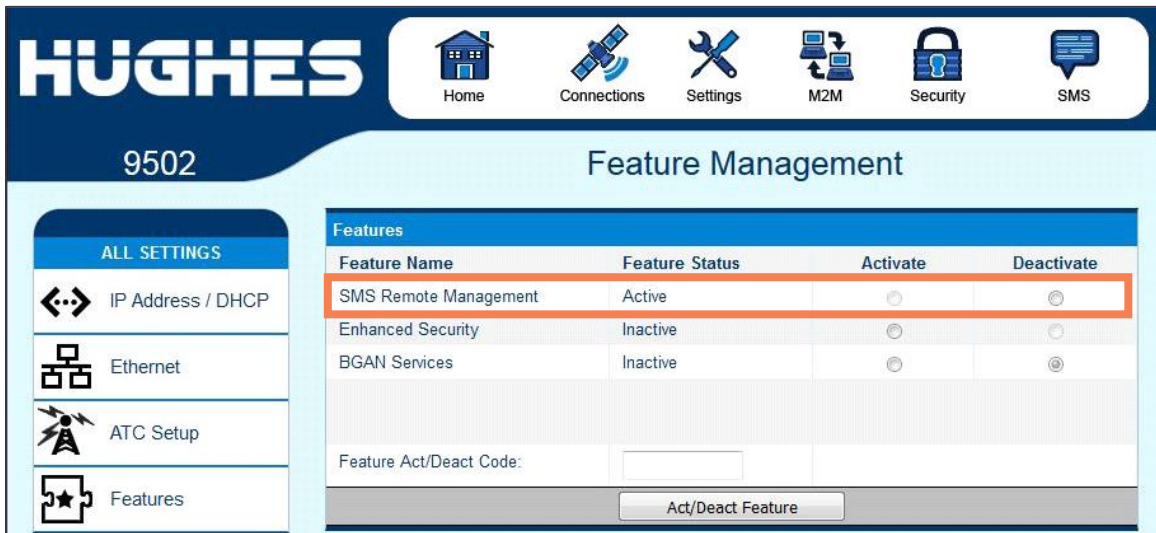 HUGHES
Home Connections Settings M2M Security SMS
9502
Feature Management
ALL SETTINGS
IP Address / DHCP
Ethernet
ATC Setup
Features
Features
Feature Name Feature Status Activate Deactivate
SMS Remote Management Active
Enhanced Security Inactive
BGAN Services Inactive
Feature Act/Deact Code:
Act/Deact Feature